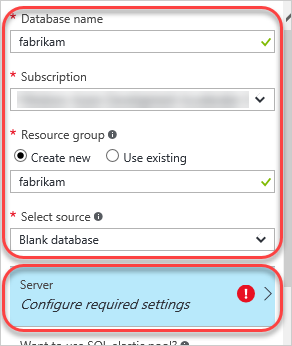 * Database name
fabrikam
* Subscription
* Resource group
Create new Use existing
fabrikam
* Select source
Blank database
Server
Configure required settings
Want to use SQL elastic pool?